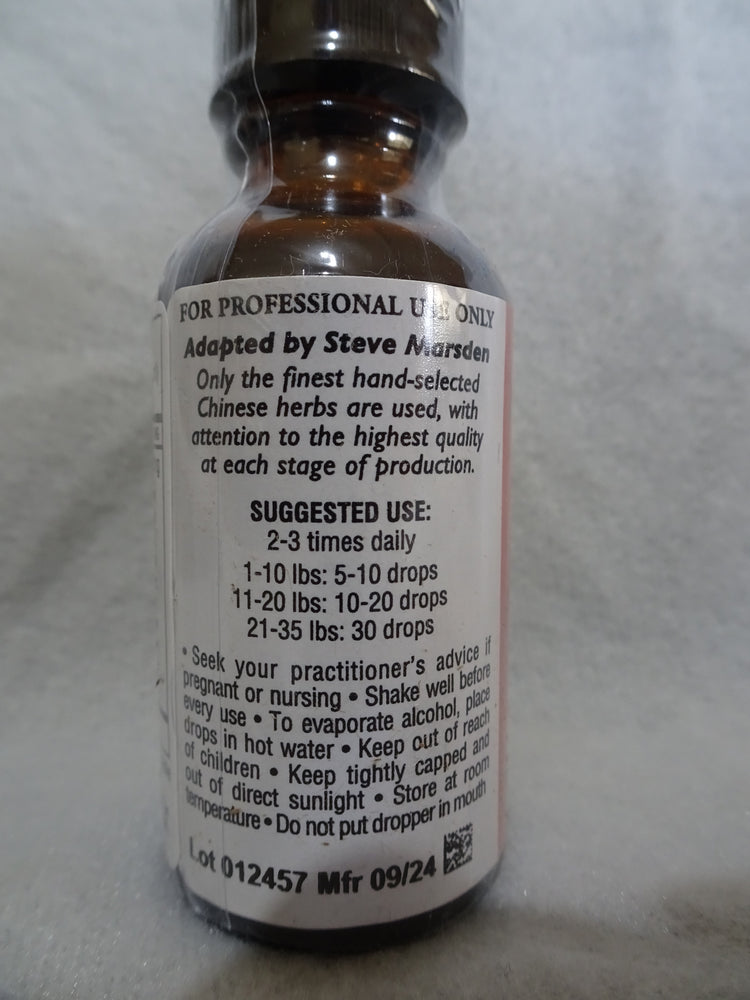 FOR PROFESSIONAL USE ONLY
Adapted by Steve Marsden
Only the finest hand-selected
Chinese herbs are used, with
attention to the highest quality
at each stage of production.
SUGGESTED USE:
2-3 times daily
1-10 lbs: 5-10 drops
11-20 lbs: 10-20 drops
21-35 lbs: 30 drops
• Seek your practitioner's advice if
pregnant or nursing • Shake well before
every use • To evaporate alcohol, place
drops in hot water • Keep out of reach
of children • Keep tightly capped and
out of direct sunlight • Store at room
temperature • Do not put dropper in mouth
Lot 012457 Mfr 09/24